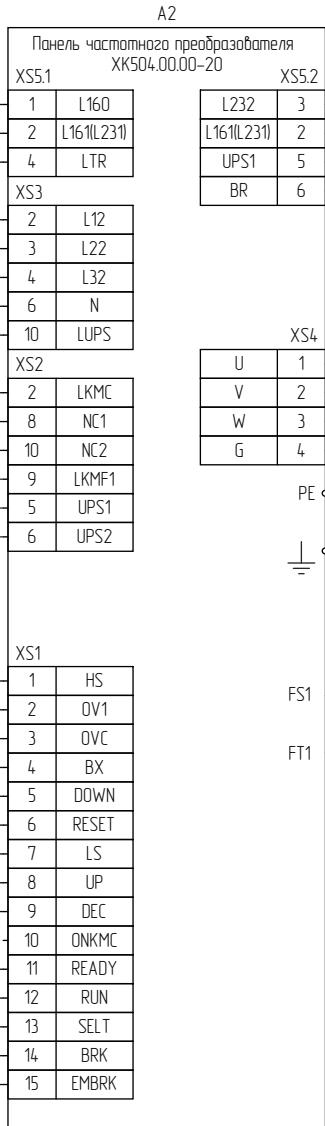 A2
Панель частотного преобразователя
ХК504.00.00-20
XS5.1
1 L160
2 L161(L231)
4 LTR
XS5.2
L232 3
L161(L231) 2
UPS1 5
BR 6
XS3
2 L12
3 L22
4 L32
6 N
10 LUPS
XS4
U 1
V 2
W 3
G 4
XS2
2 LKMC
8 NC1
10 NC2
9 LKMF1
5 UPS1
6 UPS2
PE
XS1
1 HS
2 0V1
3 0VC
4 BX
5 DOWN
6 RESET
7 LS
8 UP
9 DEC
10 ONKMC
11 READY
12 RUN
13 SELT
14 BRK
15 EMBRK
FS1
FT1